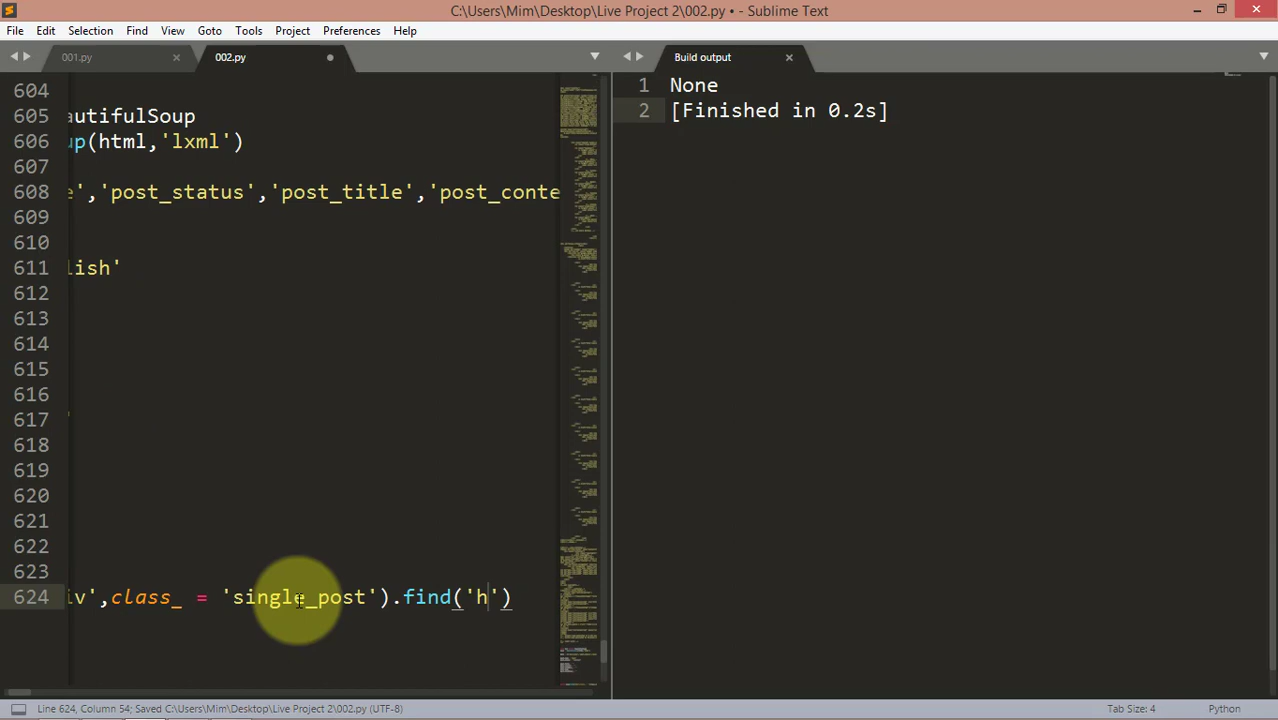 C:\Users\Mim\Desktop\Live Project 2\002.py • - Sublime Text
File Edit Selection Find View Goto Tools Project Preferences Help
001.py 002.py Build output
604
605 autifulSoup
606 up(html,'lxml')
607
608 e','post_status','post_title','post_conte
609
610
611 lish'
612
613
614
615
616
617 '
618
619
620
621
622
623
624 iv',class_ = 'single_post').find('h')
1 None
2 [Finished in 0.2s]
Line 624, Column 54; Saved C:\Users\Mim\Desktop\Live Project 2\002.py (UTF-8) Tab Size: 4 Python